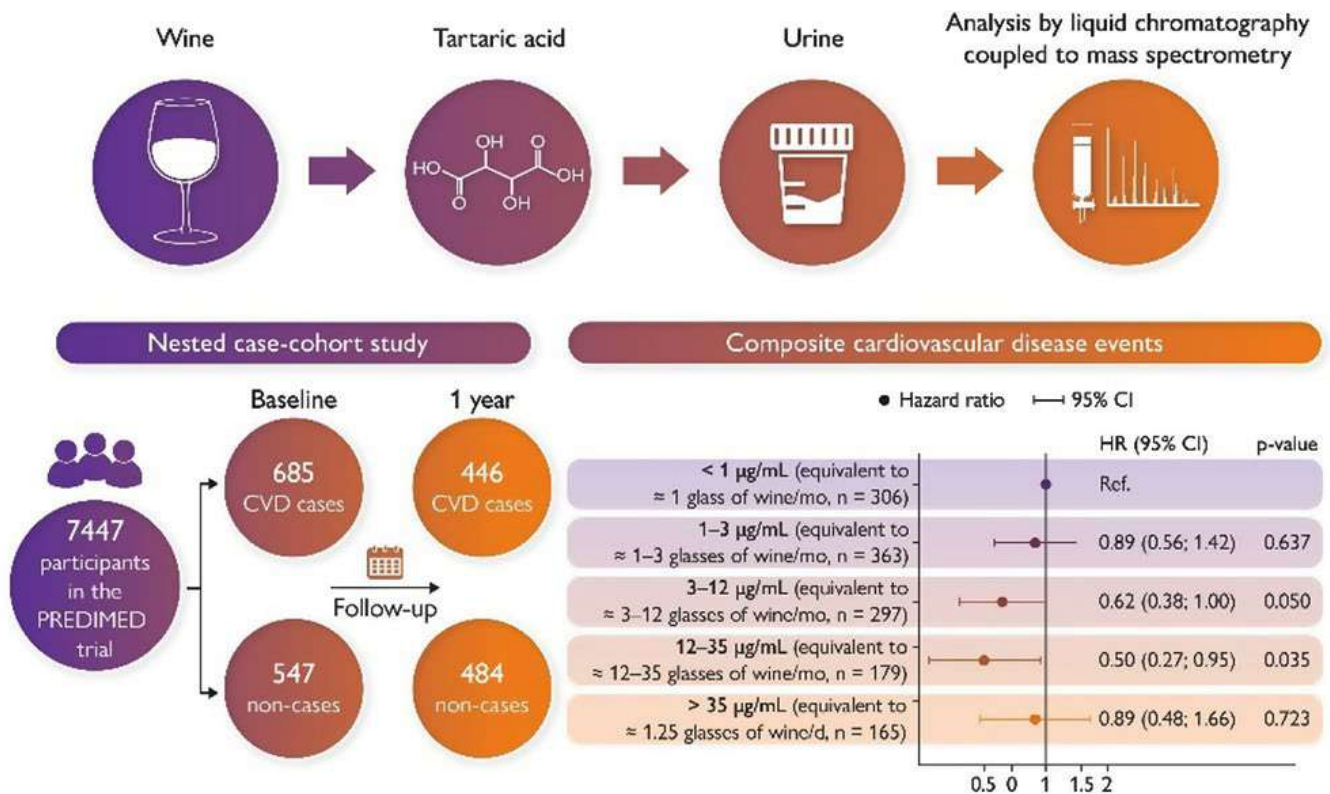 Wine
Tartaric acid
Urine
Analysis by liquid chromatography
coupled to mass spectrometry
OH
O
HO
OH
O
OH
Nested case-cohort study
Composite cardiovascular disease events
Baseline
1 year
7447
participants
in the
PREDIMED
trial
685
CVD cases
446
CVD cases
Follow-up
547
non-cases
484
non-cases
Hazard ratio
95% CI
HR (95% CI)
p-value
< 1 µg/mL (equivalent to
≈ 1 glass of wine/mo, n = 306)
Ref.
1–3 µg/mL (equivalent to
≈ 1–3 glasses of wine/mo, n = 363)
0.89 (0.56; 1.42)
0.637
3–12 µg/mL (equivalent to
≈ 3–12 glasses of wine/mo, n = 297)
0.62 (0.38; 1.00)
0.050
12–35 µg/mL (equivalent to
≈ 12–35 glasses of wine/mo, n = 179)
0.50 (0.27; 0.95)
0.035
> 35 µg/mL (equivalent to
≈ 1.25 glasses of wine/d, n = 165)
0.89 (0.48; 1.66)
0.723
0.5 0 1 1.5 2